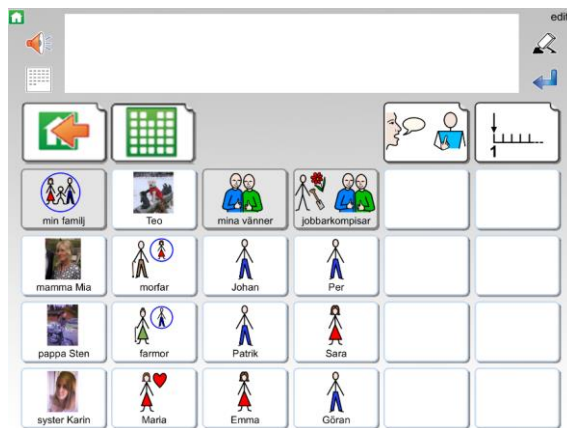 edit
1
min familj
Teo
mina vänner
jobbarkompisar
mamma Mia
morfar
Johan
Per
pappa Sten
farmor
Patrik
Sara
syster Karin
Maria
Emma
Göran